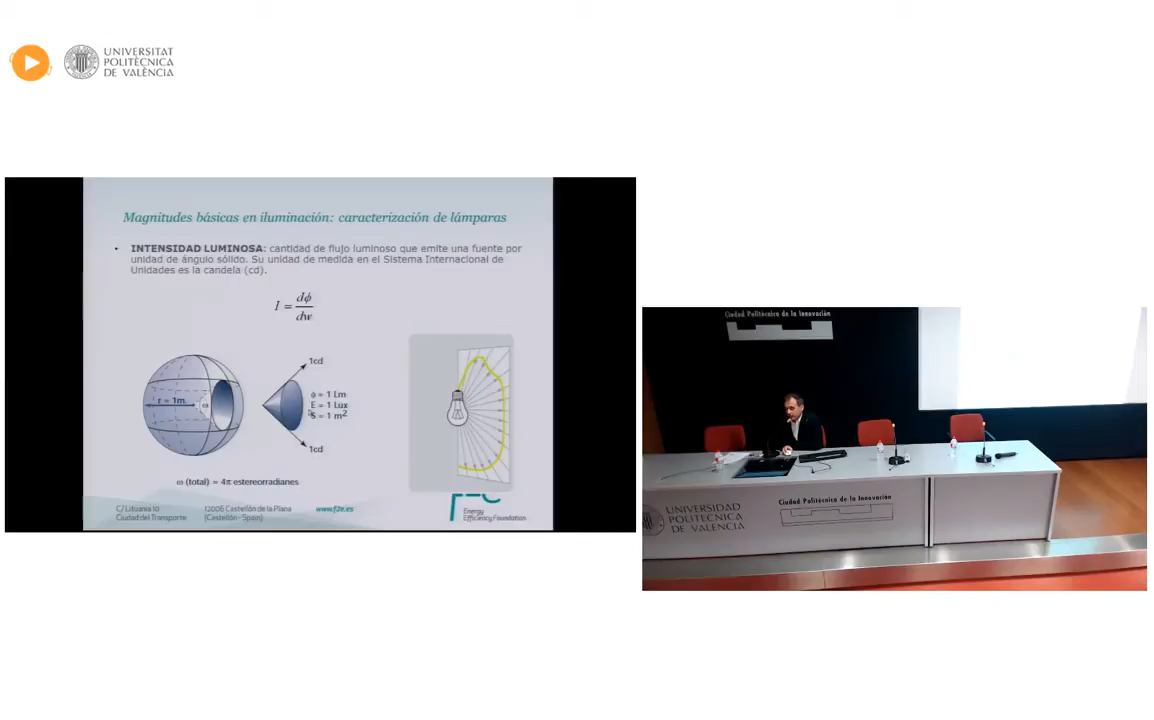 UNIVERSITAT
POLITÈCNICA
DE VALÈNCIA
Magnitudes básicas en iluminación: caracterización de lámparas
• INTENSIDAD LUMINOSA: cantidad de flujo luminoso que emite una fuente por
unidad de ángulo sólido. Su unidad de medida en el Sistema Internacional de
Unidades es la candela (cd).
I = dϕ/dw
r = 1m.
ω
1cd
ϕ = 1 Lm
E = 1 Lux
S = 1 m²
1cd
ω (total) = 4π estereorradianes
C/ Lituania 10
Ciudad del Transporte
12006 Castellón de la Plana
(Castellón - Spain)
www.f2e.es
Energy
Efficiency Foundation
Ciudad Politécnica de la Innovación
Ciudad Politécnica de la Innovación
UNIVERSIDAD
POLITECNICA
DE VALENCIA